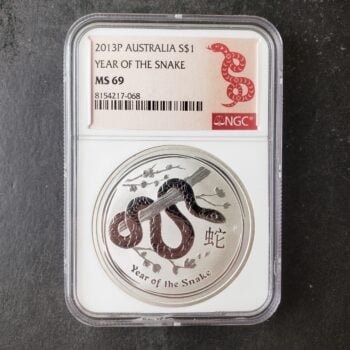 2013P AUSTRALIA S$1
YEAR OF THE SNAKE
MS 69
8154217-068
NGC®
蛇
Year of the Snake